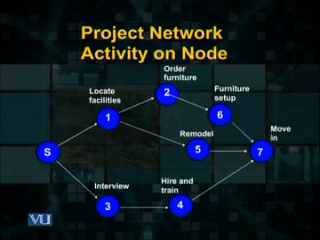 Project Network
Activity on Node
Order
furniture
Locate
facilities
Furniture
setup
2
6
1
Remodel
Move
in
S
5
7
Interview
Hire and
train
3
4
VU